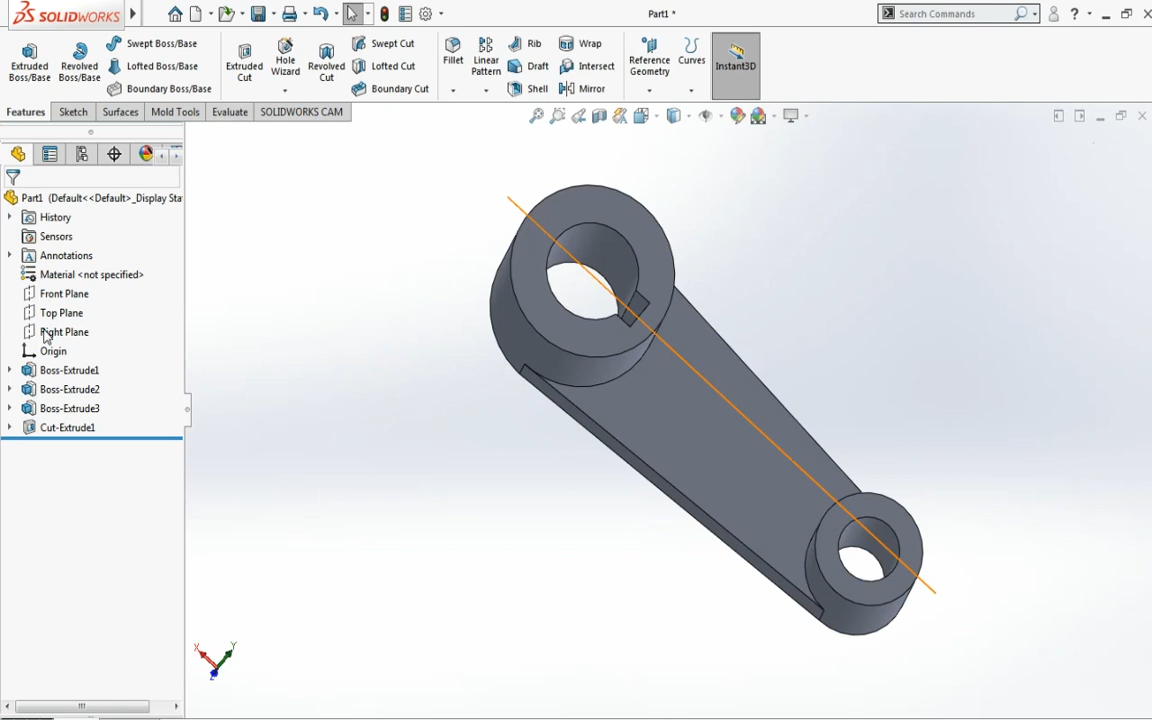 SOLIDWORKS
Part1 *
Search Commands
Extruded Boss/Base
Revolved Boss/Base
Swept Boss/Base
Lofted Boss/Base
Boundary Boss/Base
Extruded Cut
Hole Wizard
Revolved Cut
Swept Cut
Lofted Cut
Boundary Cut
Fillet
Linear Pattern
Rib
Draft
Shell
Wrap
Intersect
Mirror
Reference Geometry
Curves
Instant3D
Features
Sketch
Surfaces
Mold Tools
Evaluate
SOLIDWORKS CAM
Part1 (Default<<Default>_Display Sta
History
Sensors
Annotations
Material <not specified>
Front Plane
Top Plane
Right Plane
Origin
Boss-Extrude1
Boss-Extrude2
Boss-Extrude3
Cut-Extrude1
X
Y
Z